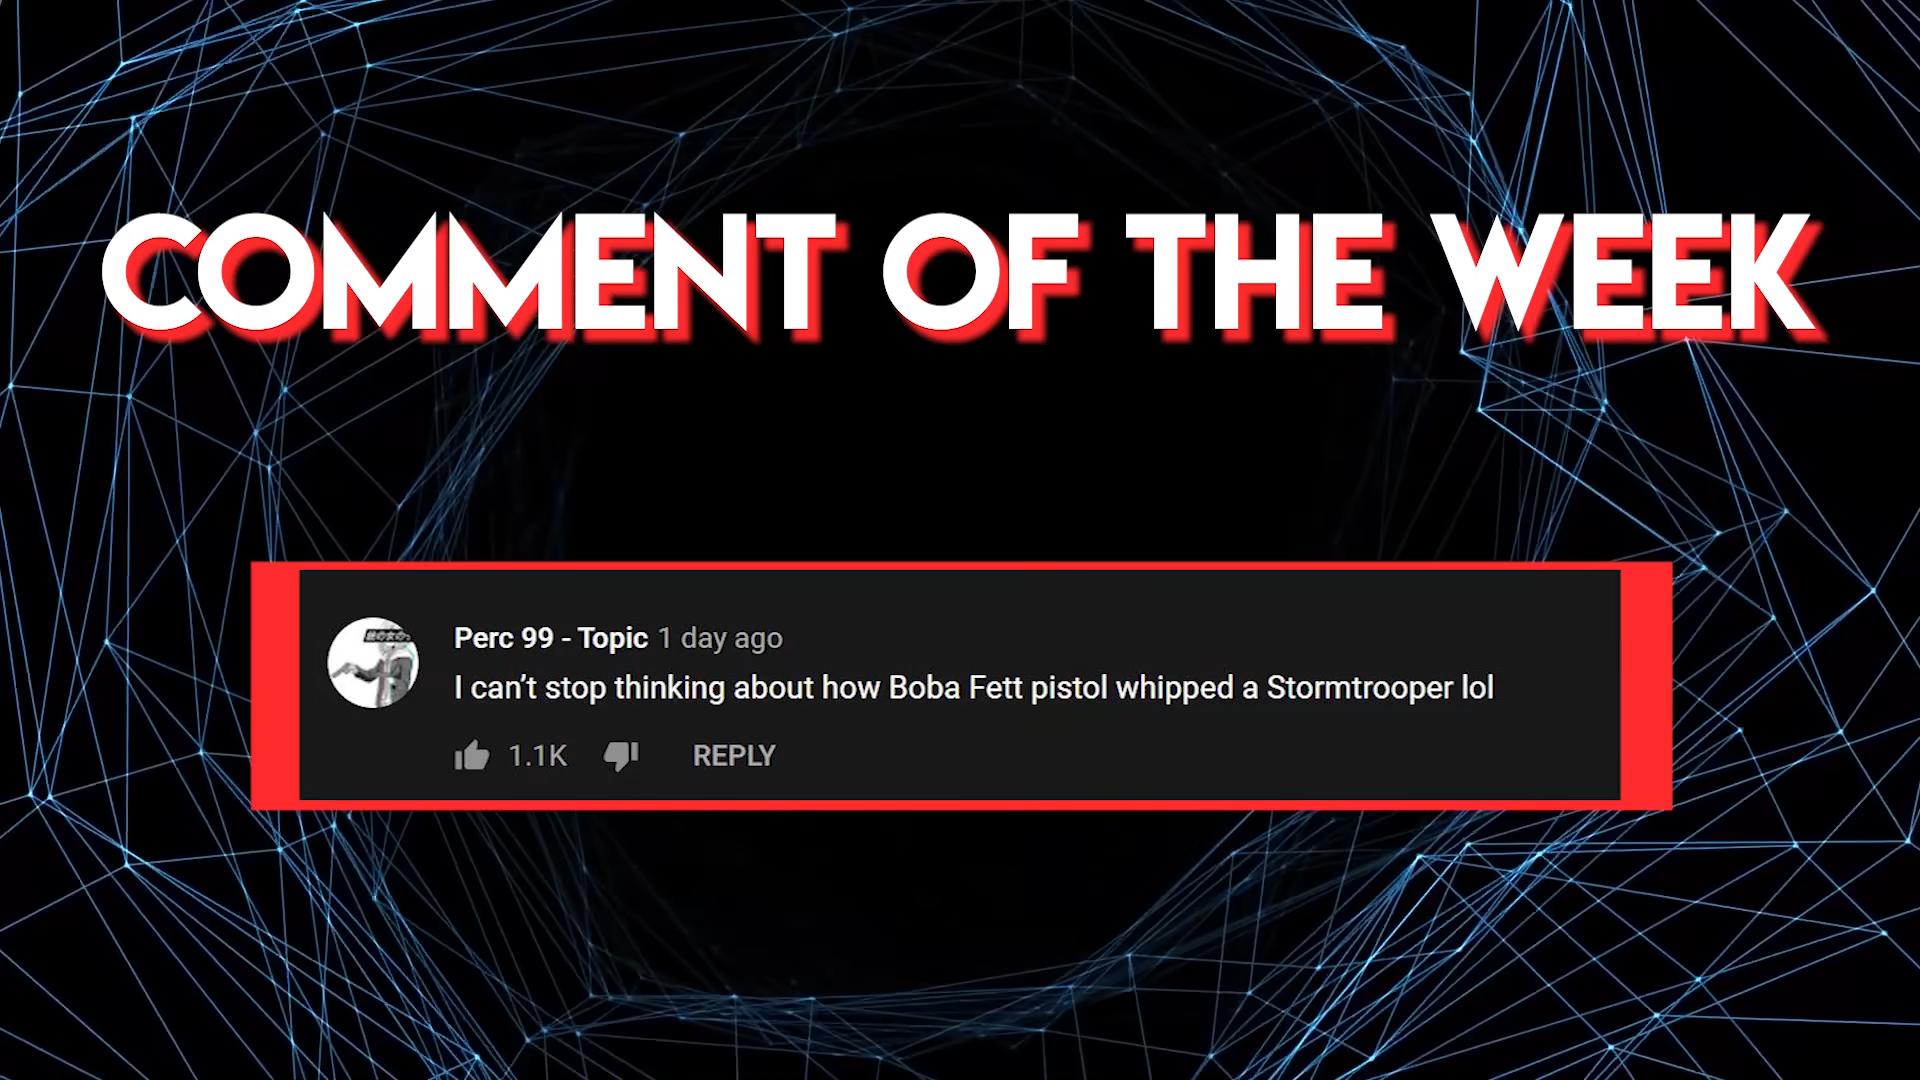 COMMENT OF THE WEEK
Perc 99 - Topic 1 day ago
I can’t stop thinking about how Boba Fett pistol whipped a Stormtrooper lol
1.1K REPLY